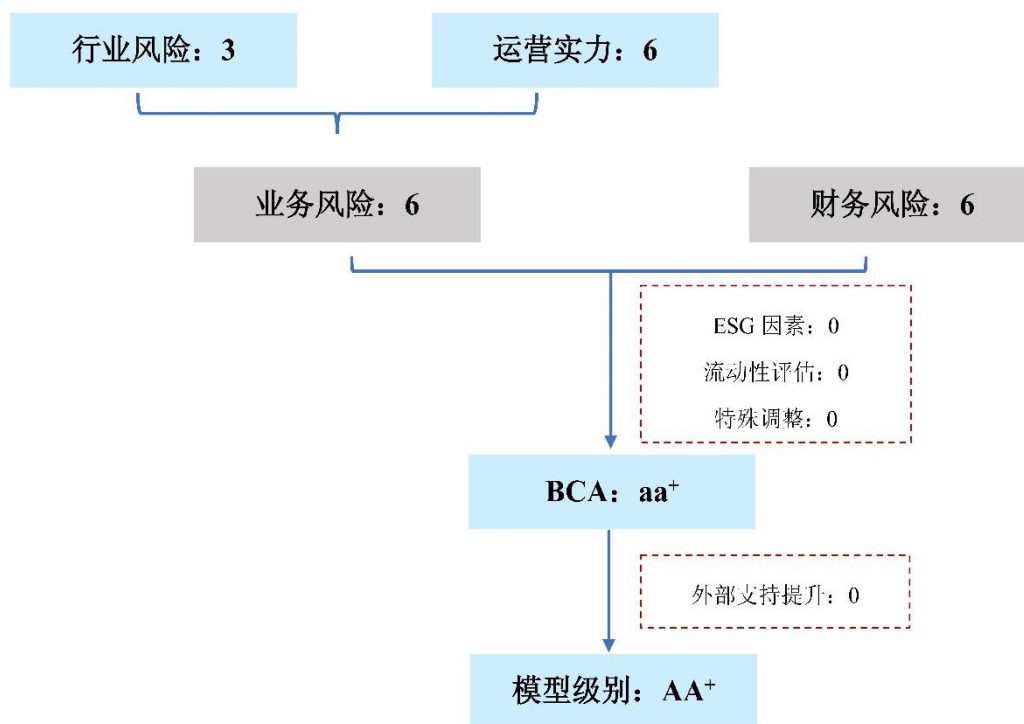 行业风险：3
运营实力：6
业务风险：6
财务风险：6
ESG 因素：0
流动性评估：0
特殊调整：0
BCA：aa⁺
外部支持提升：0
模型级别：AA⁺